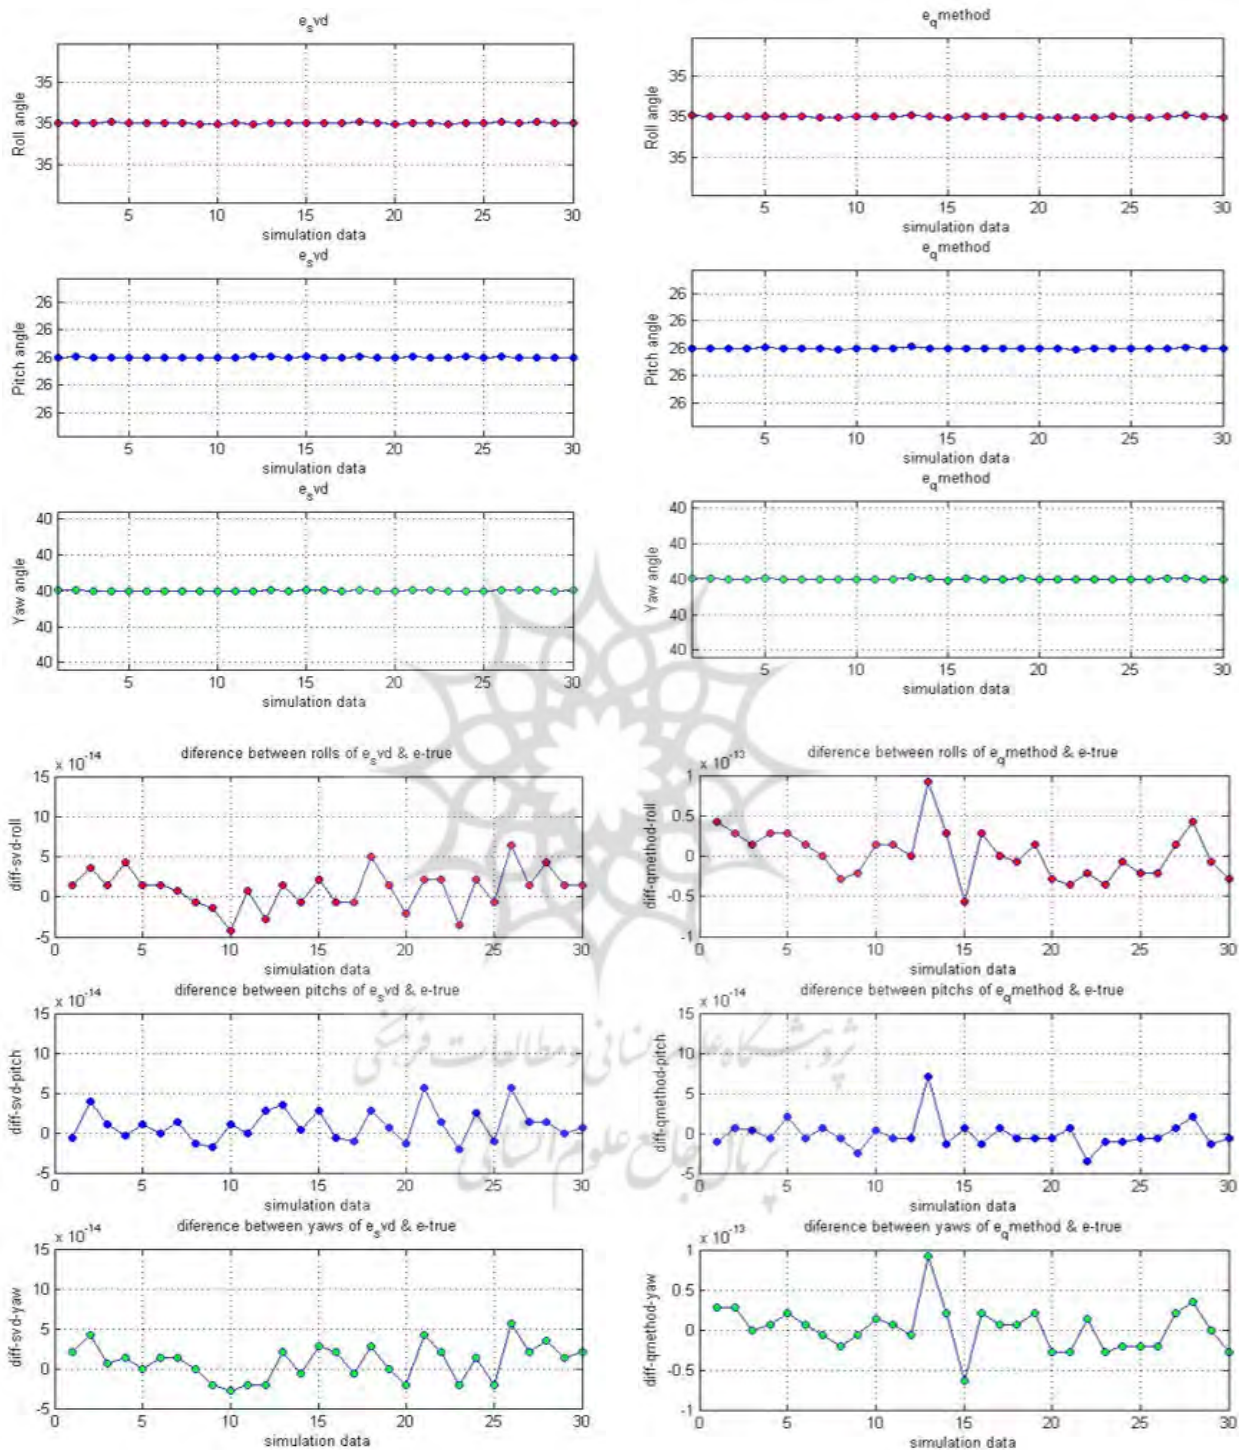 e_svd
35
35
35
Roll angle
5 10 15 20 25 30
simulation data
e_qmethod
35
35
35
Roll angle
5 10 15 20 25 30
simulation data
e_svd
26
26
26
26
26
Pitch angle
5 10 15 20 25 30
simulation data
e_qmethod
26
26
26
26
26
Pitch angle
5 10 15 20 25 30
simulation data
e_svd
40
40
40
40
40
Yaw angle
5 10 15 20 25 30
simulation data
e_qmethod
40
40
40
40
40
Yaw angle
5 10 15 20 25 30
simulation data
diference between rolls of e_svd & e-true
x 10^-14
15
10
5
0
-5
diff-svd-roll
0 5 10 15 20 25 30
simulation data
diference between rolls of e_qmethod & e-true
x 10^-13
1
0.5
0
-0.5
-1
diff-qmethod-roll
0 5 10 15 20 25 30
simulation data
diference between pitchs of e_svd & e-true
x 10^-14
15
10
5
0
-5
diff-svd-pitch
0 5 10 15 20 25 30
simulation data
diference between pitchs of e_qmethod & e-true
x 10^-14
15
10
5
0
-5
diff-qmethod-pitch
0 5 10 15 20 25 30
simulation data
پژوهشگاه علوم انسانی و مطالعات فرهنگی
پرتال جامع علوم انسانی
diference between yaws of e_svd & e-true
x 10^-14
15
10
5
0
-5
diff-svd-yaw
0 5 10 15 20 25 30
simulation data
diference between yaws of e_qmethod & e-true
x 10^-13
1
0.5
0
-0.5
-1
diff-qmethod-yaw
0 5 10 15 20 25 30
simulation data